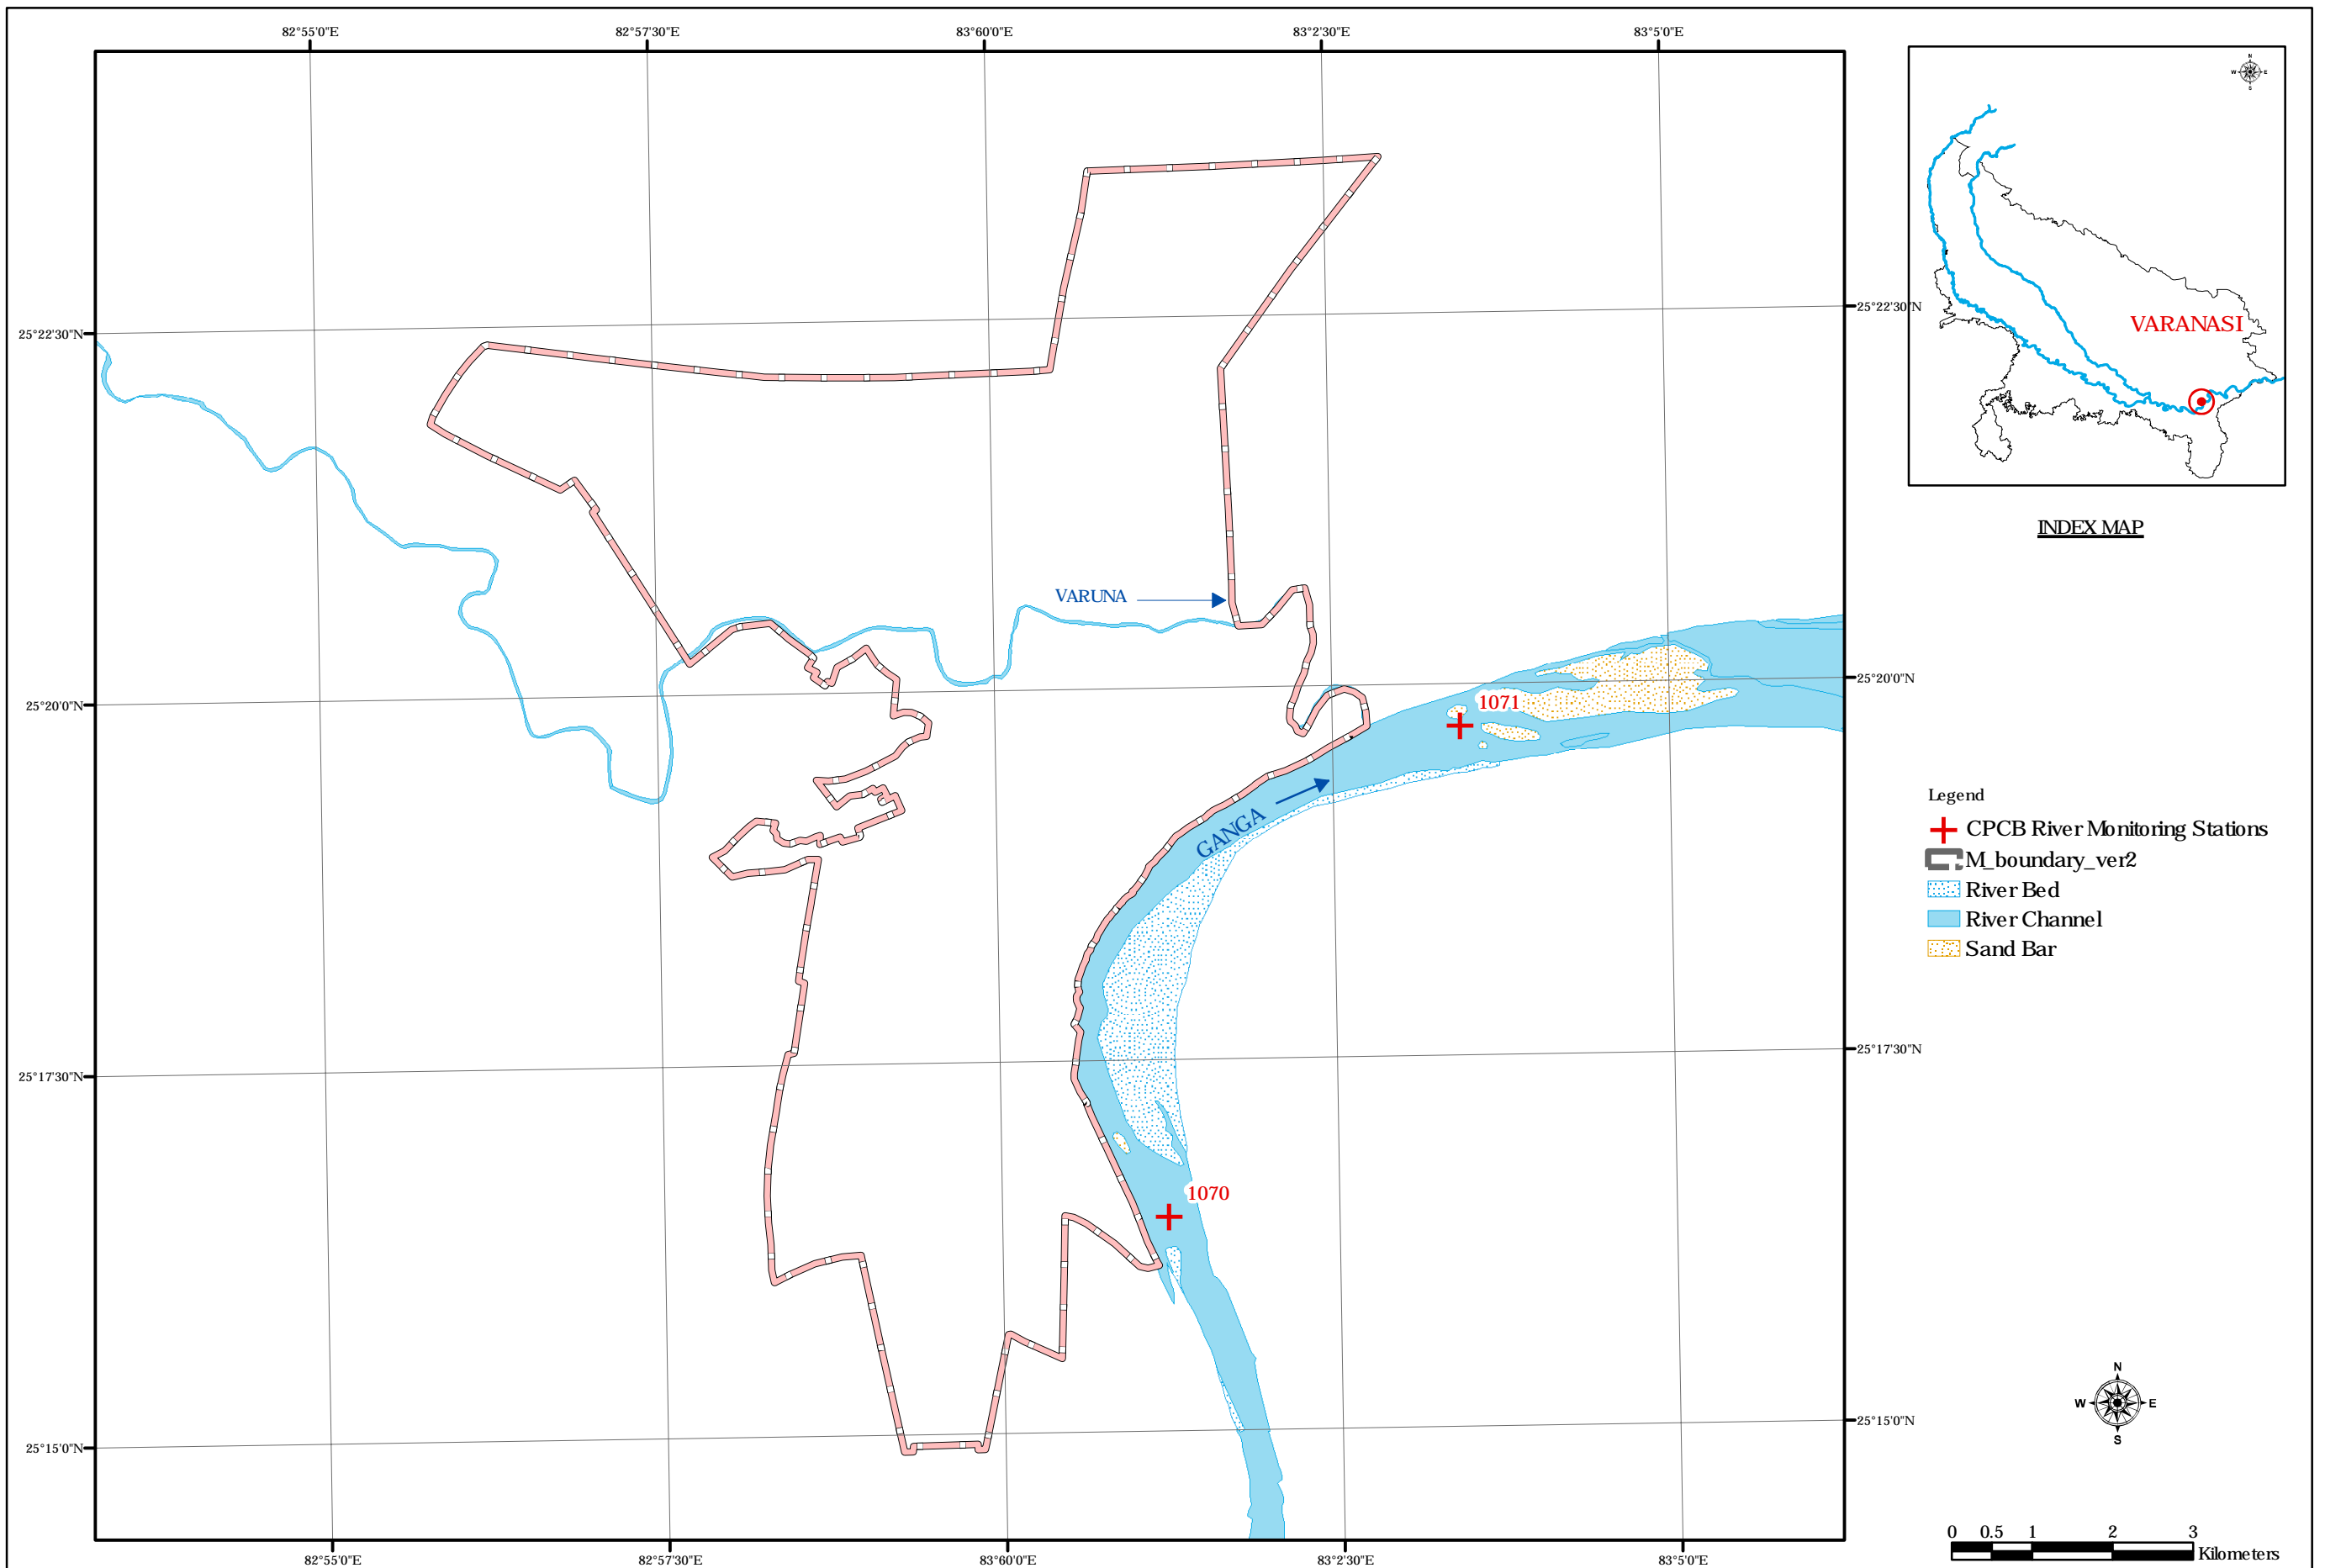 82°55'0"E
82°57'30"E
83°60'0"E
83°2'30"E
83°5'0"E
N
W
E
S
25°22'30"N
25°22'30"N
VARANASI
INDEX MAP
VARUNA
25°20'0"N
25°20'0"N
1071
GANGA
Legend
CPCB River Monitoring Stations
M_boundary_ver2
River Bed
River Channel
Sand Bar
25°17'30"N
25°17'30"N
1070
N
W
E
S
25°15'0"N
25°15'0"N
0 0.5 1 2 3
Kilometers
82°55'0"E
82°57'30"E
83°60'0"E
83°2'30"E
83°5'0"E